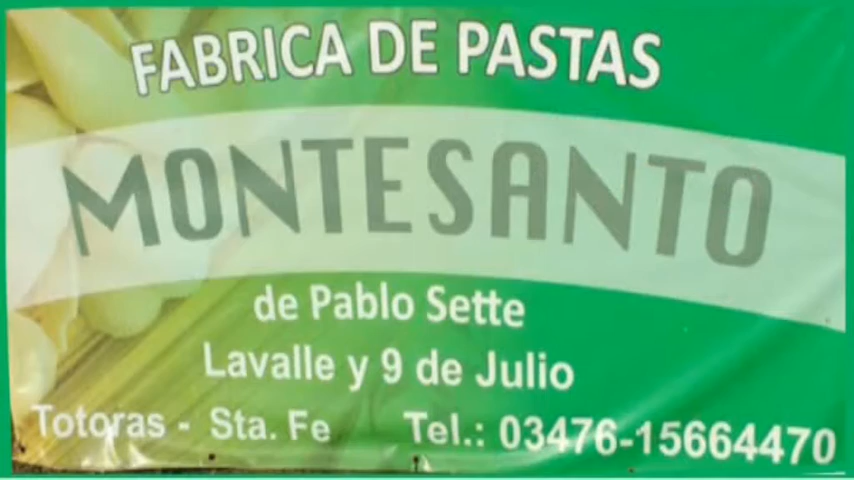 FABRICA DE PASTAS
MONTESANTO
de Pablo Sette
Lavalle y 9 de Julio
Totoras - Sta. Fe Tel.: 03476-15664470